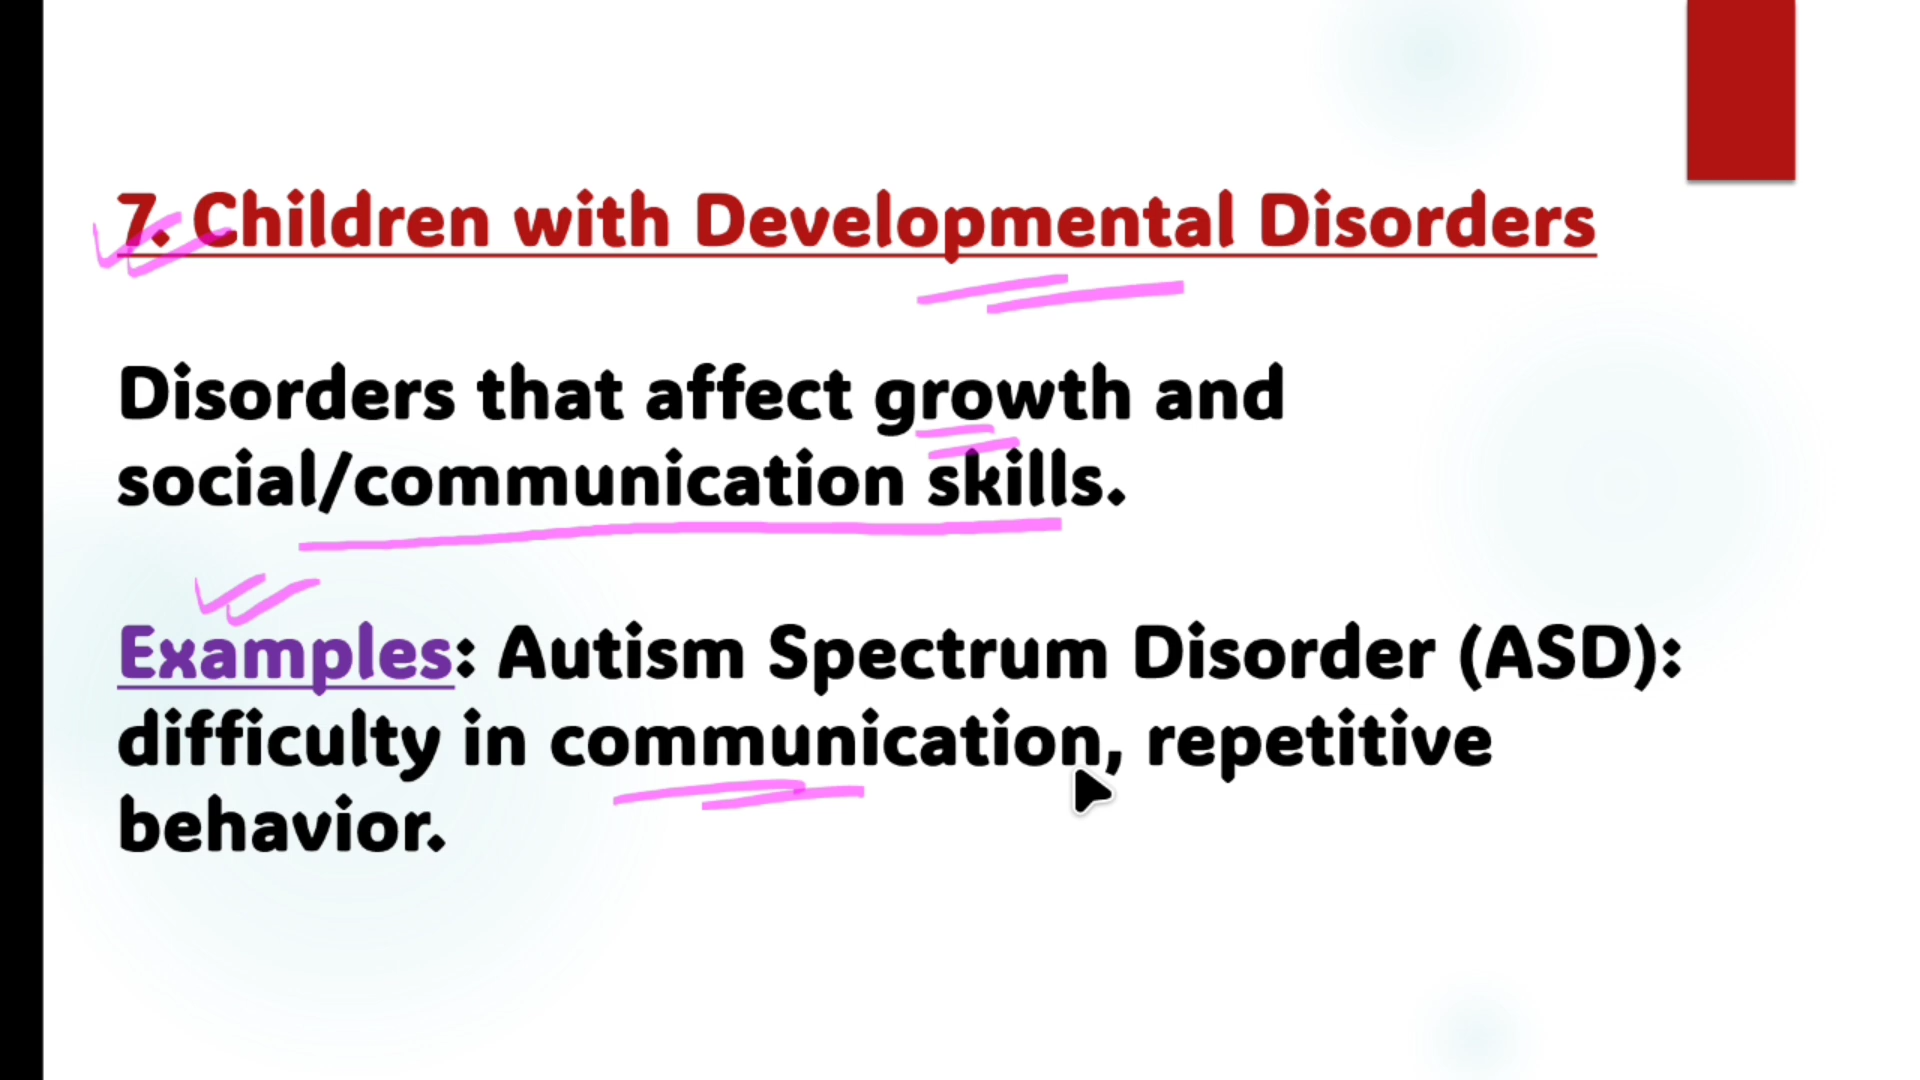 7. Children with Developmental Disorders
Disorders that affect growth and
social/communication skills.
Examples: Autism Spectrum Disorder (ASD):
difficulty in communication, repetitive
behavior.